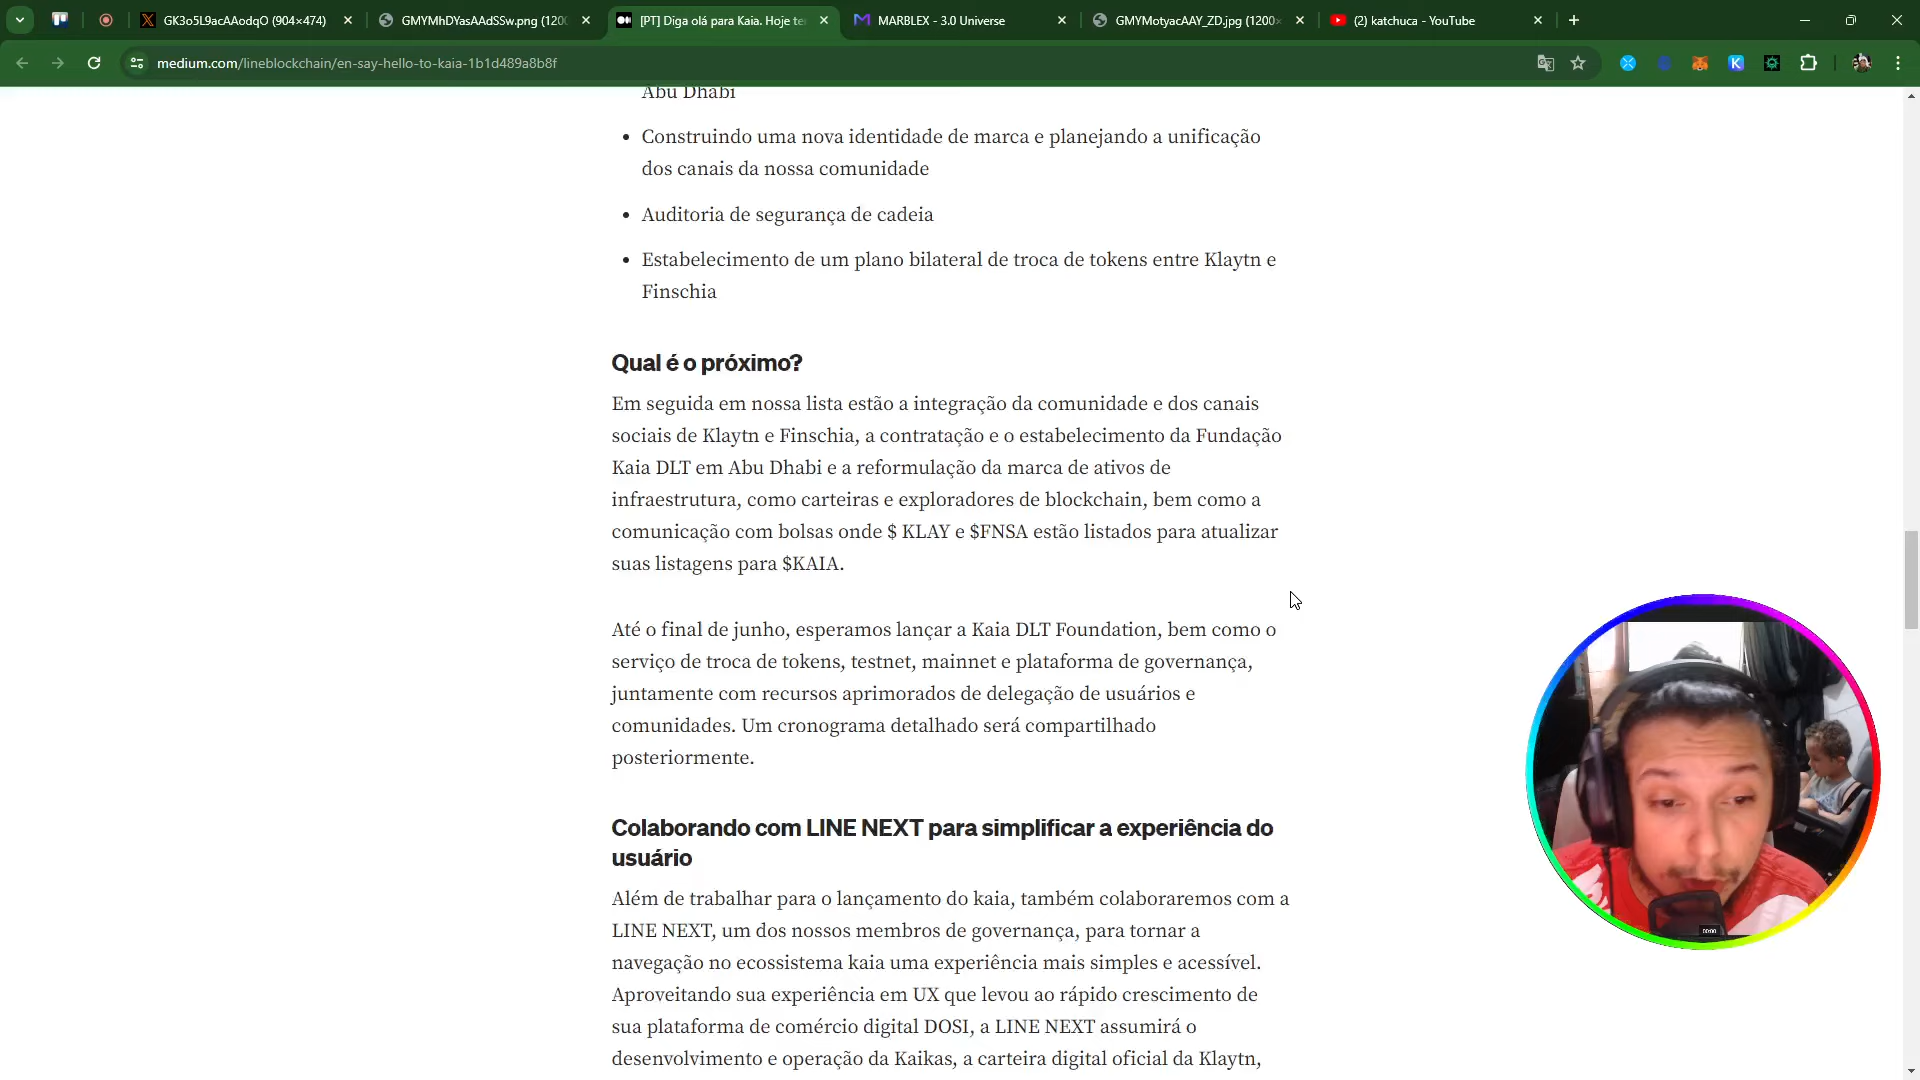 GK3o5L9acAAodqO (904×474)
GMYMhDYasAAdSSw.png (120
[PT] Diga olá para Kaia. Hoje te
MARBLEX - 3.0 Universe
GMYMotyacAAY_ZD.jpg (1200×
(2) katchuca - YouTube
medium.com/lineblockchain/en-say-hello-to-kaia-1b1d489a8b8f
Abu Dhabi
• Construindo uma nova identidade de marca e planejando a unificação
dos canais da nossa comunidade
• Auditoria de segurança de cadeia
• Estabelecimento de um plano bilateral de troca de tokens entre Klaytn e
Finschia
Qual é o próximo?
Em seguida em nossa lista estão a integração da comunidade e dos canais
sociais de Klaytn e Finschia, a contratação e o estabelecimento da Fundação
Kaia DLT em Abu Dhabi e a reformulação da marca de ativos de
infraestrutura, como carteiras e exploradores de blockchain, bem como a
comunicação com bolsas onde $ KLAY e $FNSA estão listados para atualizar
suas listagens para $KAIA.
Até o final de junho, esperamos lançar a Kaia DLT Foundation, bem como o
serviço de troca de tokens, testnet, mainnet e plataforma de governança,
juntamente com recursos aprimorados de delegação de usuários e
comunidades. Um cronograma detalhado será compartilhado
posteriormente.
Colaborando com LINE NEXT para simplificar a experiência do
usuário
Além de trabalhar para o lançamento do kaia, também colaboraremos com a
LINE NEXT, um dos nossos membros de governança, para tornar a
navegação no ecossistema kaia uma experiência mais simples e acessível.
Aproveitando sua experiência em UX que levou ao rápido crescimento de
sua plataforma de comércio digital DOSI, a LINE NEXT assumirá o
desenvolvimento e operação da Kaikas, a carteira digital oficial da Klaytn,
00:00